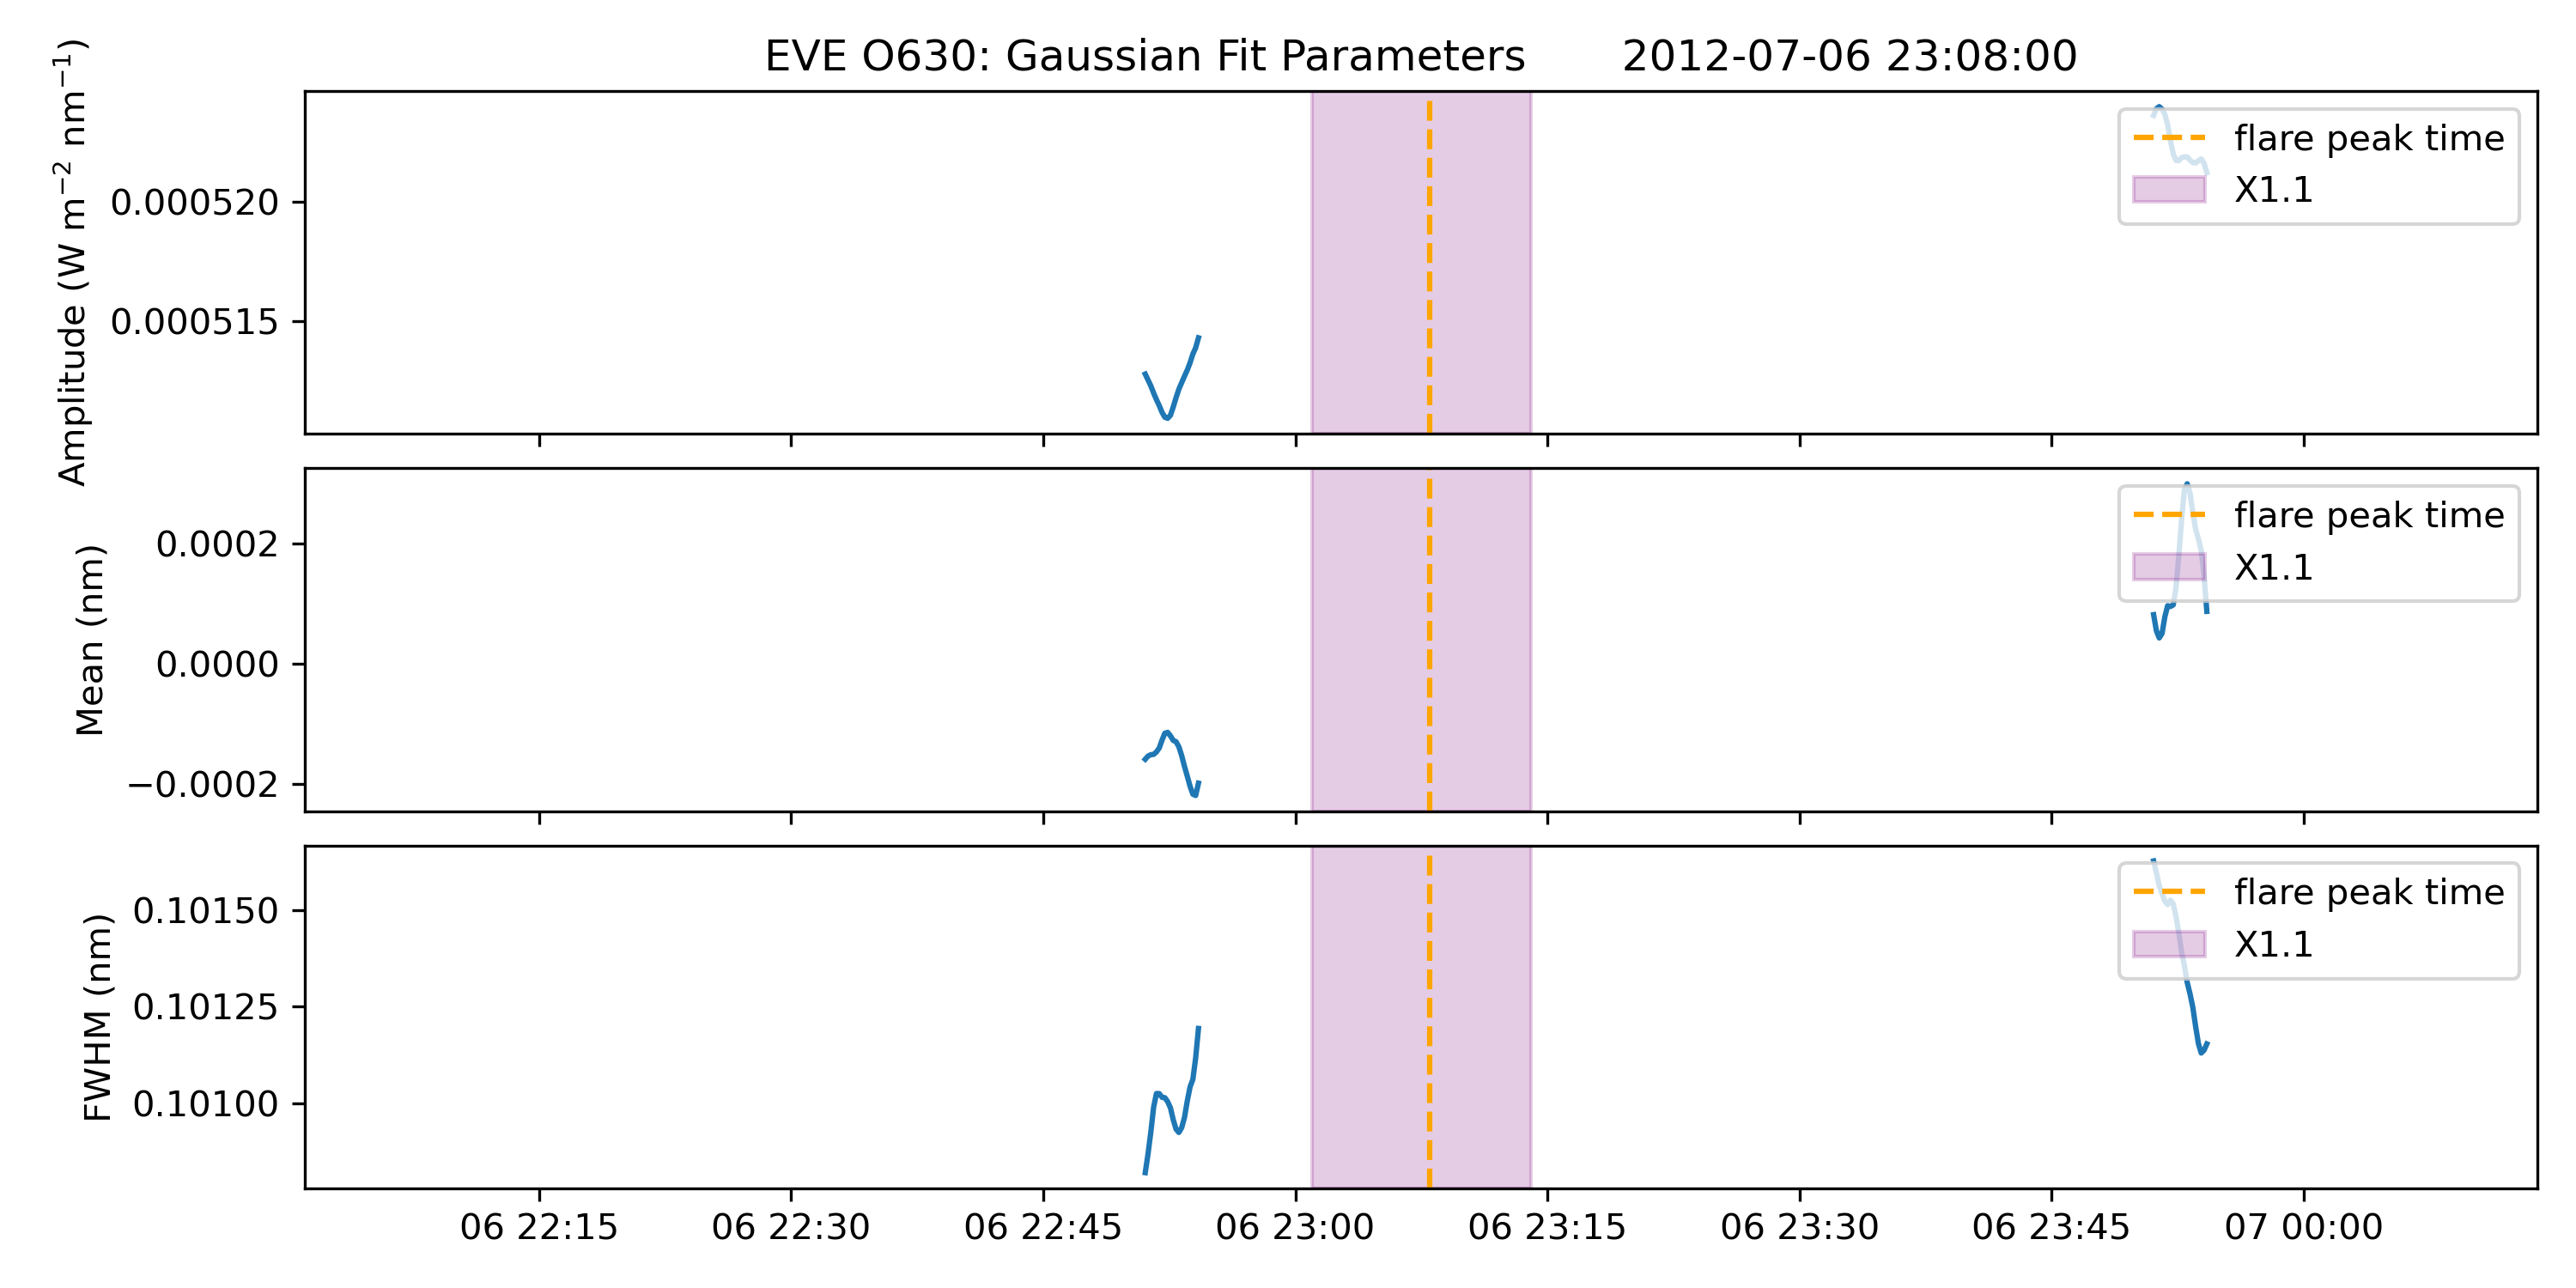 EVE O630: Gaussian Fit Parameters 2012-07-06 23:08:00
Amplitude (W m⁻² nm⁻¹)
0.000520
0.000515
flare peak time
X1.1
Mean (nm)
0.0002
0.0000
−0.0002
flare peak time
X1.1
FWHM (nm)
0.10150
0.10125
0.10100
flare peak time
X1.1
06 22:15 06 22:30 06 22:45 06 23:00 06 23:15 06 23:30 06 23:45 07 00:00